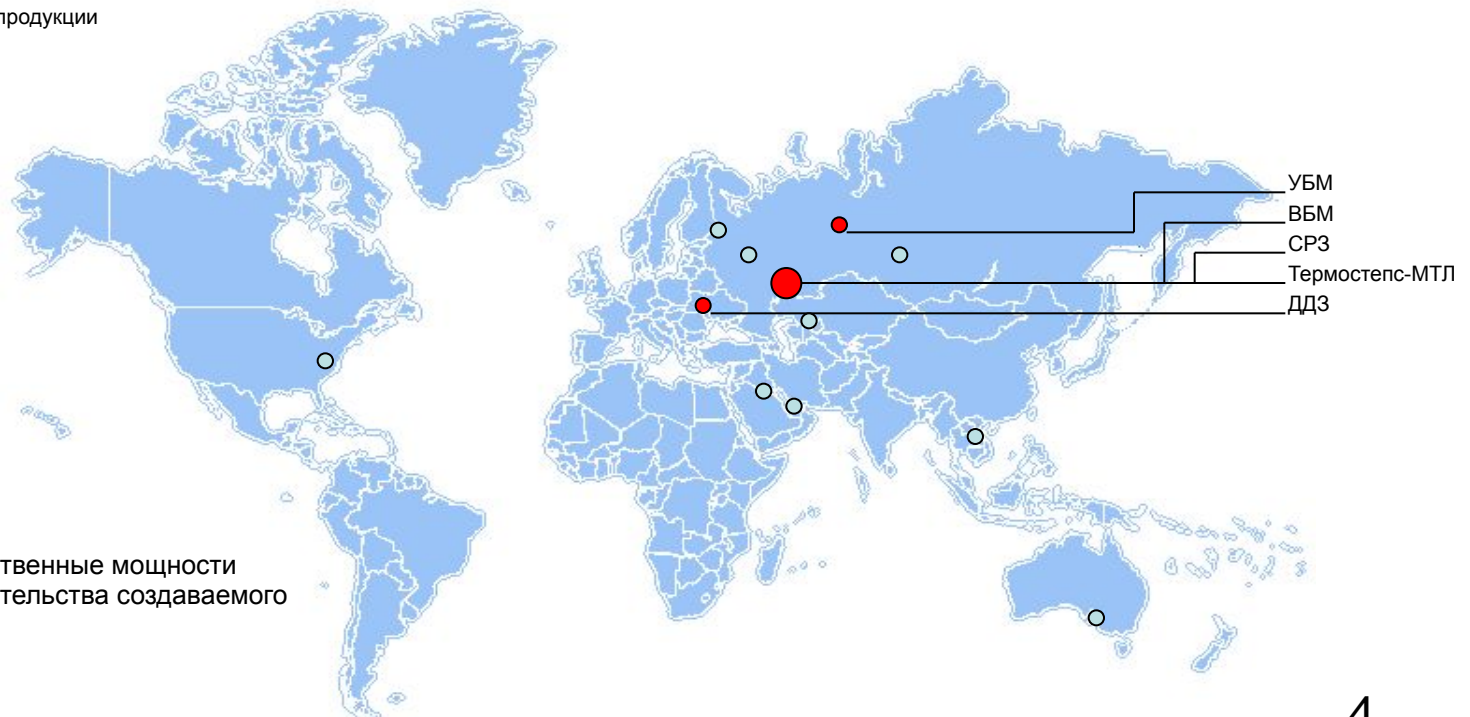 продукции
УБМ
ВБМ
СРЗ
Термостепс-МТЛ
ДДЗ
твенные мощности
тельства создаваемого
4